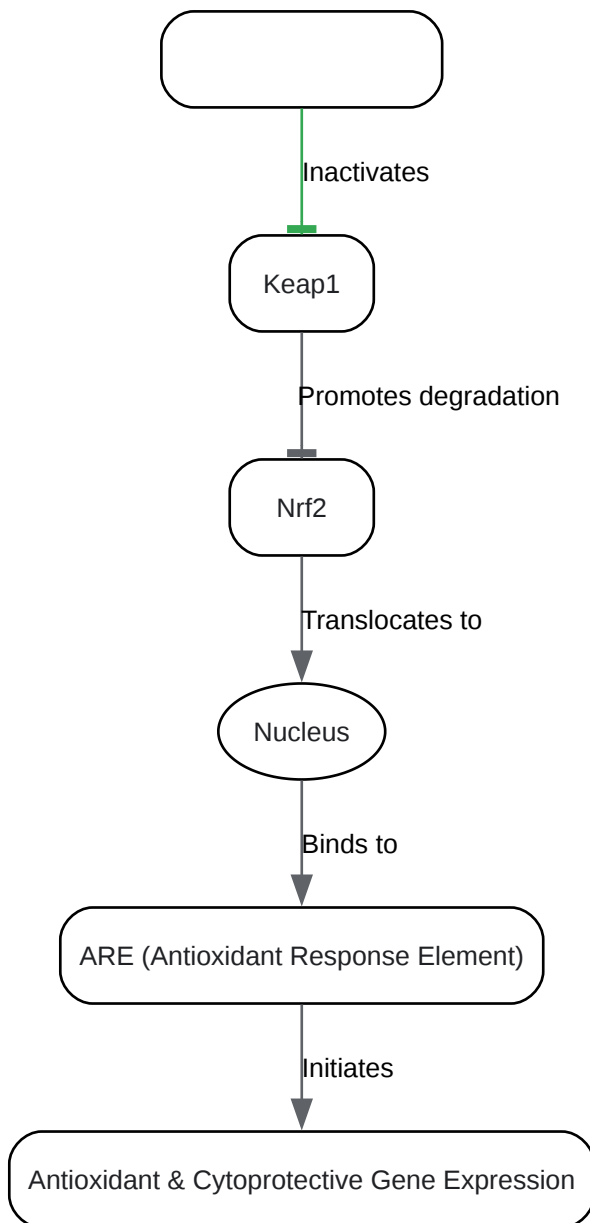 Inactivates
Keap1
Promotes degradation
Nrf2
Translocates to
Nucleus
Binds to
ARE (Antioxidant Response Element)
Initiates
Antioxidant & Cytoprotective Gene Expression